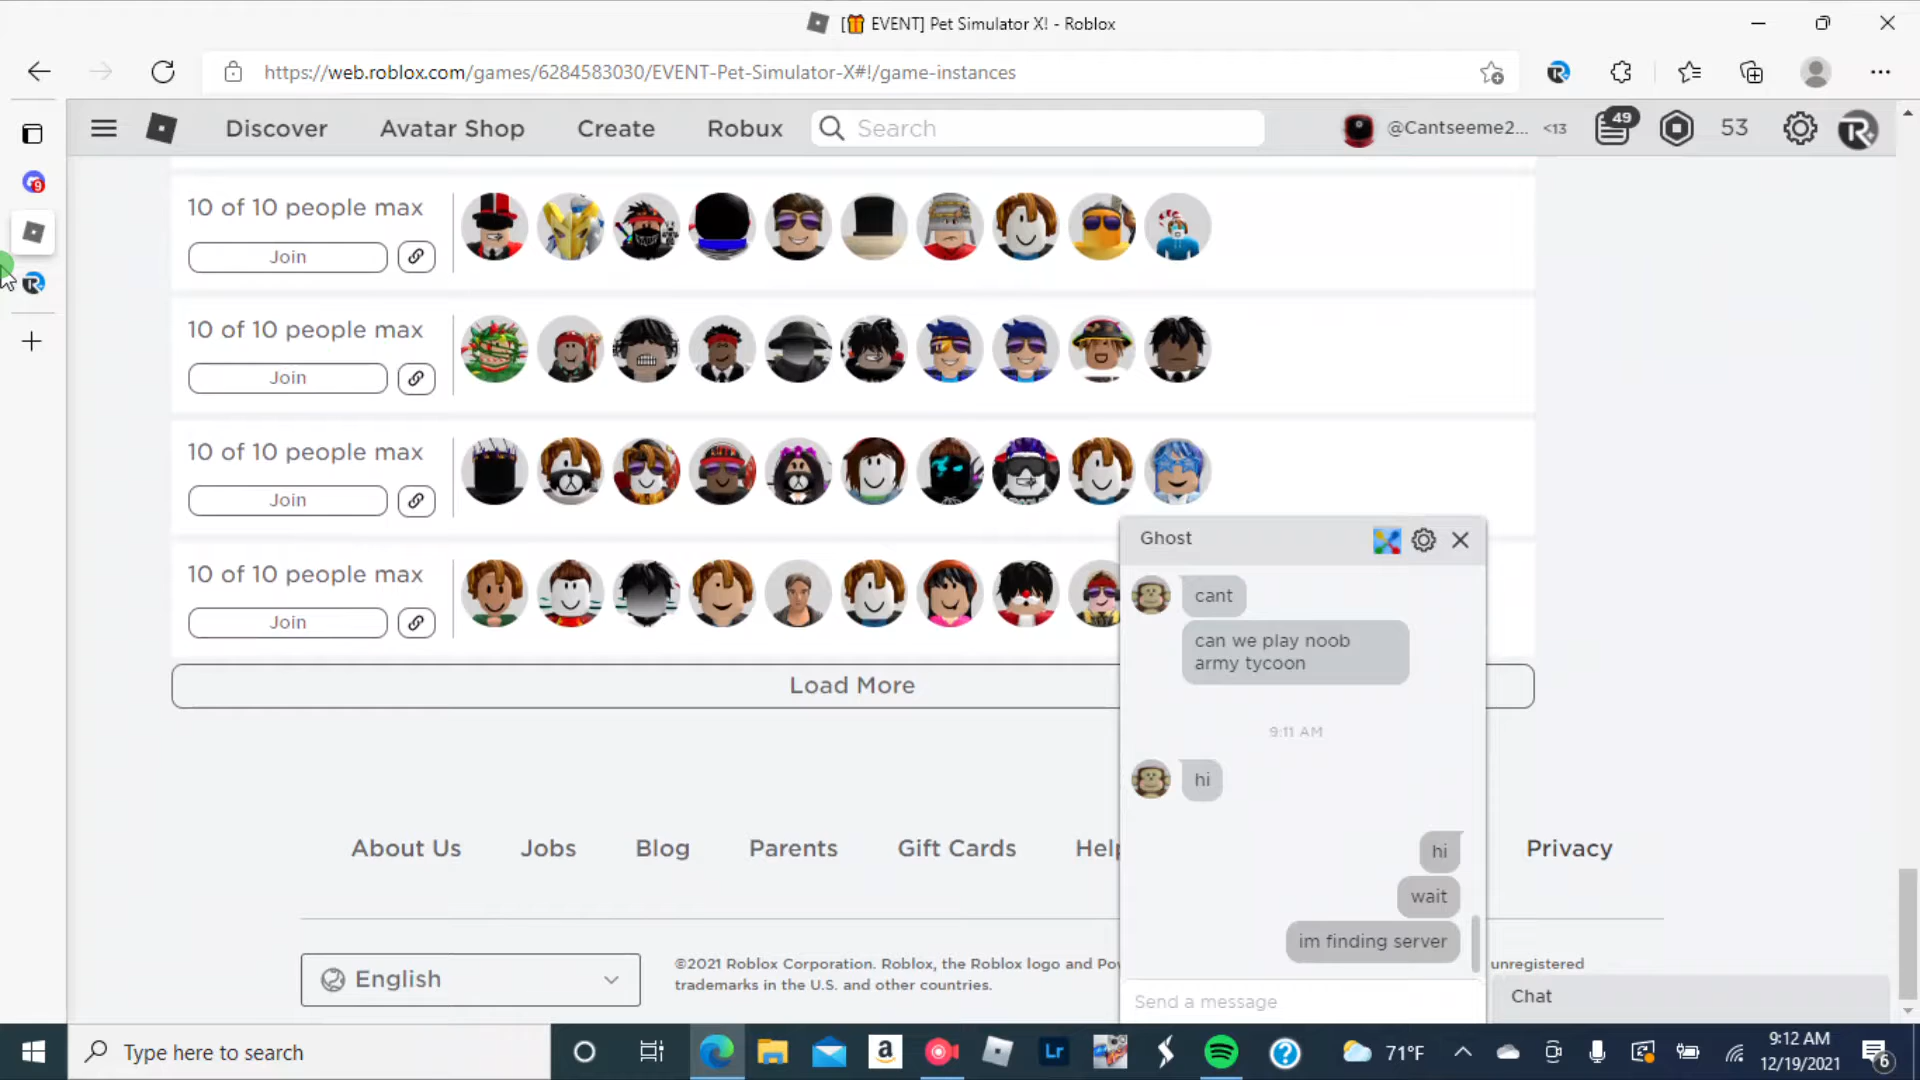 [🎁 EVENT] Pet Simulator X! - Roblox
https://web.roblox.com/games/6284583030/EVENT-Pet-Simulator-X#!/game-instances
Discover
Avatar Shop
Create
Robux
Search
@Cantseeme2...
<13
49
53
9
10 of 10 people max
Join
10 of 10 people max
Join
10 of 10 people max
Join
10 of 10 people max
Join
Load More
Ghost
cant
can we play noob
army tycoon
9:11 AM
hi
hi
wait
im finding server
Send a message
Chat
About Us
Jobs
Blog
Parents
Gift Cards
Privacy
English
©2021 Roblox Corporation. Roblox, the Roblox logo and
unregistered
trademarks in the U.S. and other countries.
Type here to search
Lr
71°F
9:12 AM
12/19/2021
6